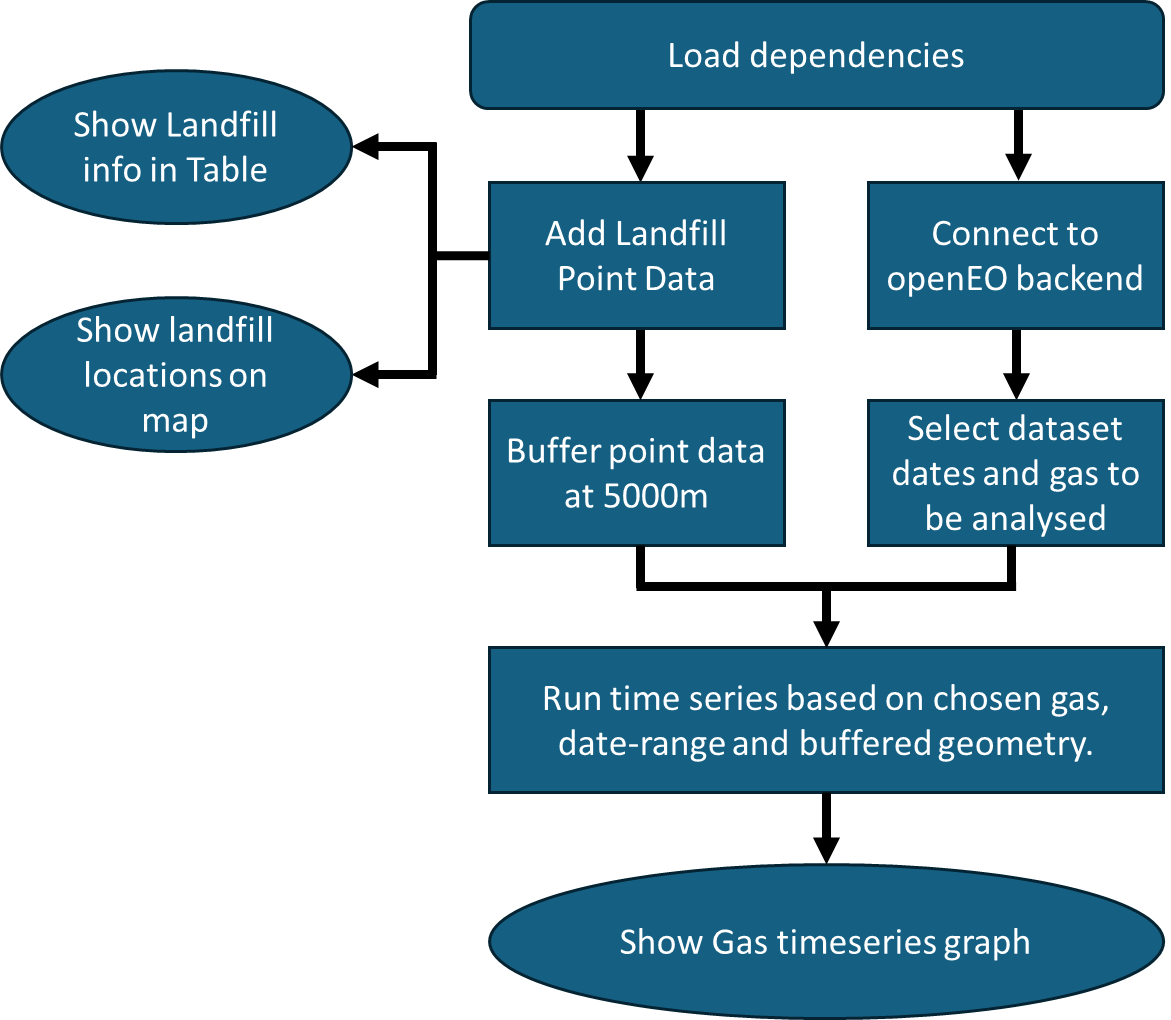 Load dependencies
Show Landfill
info in Table
Add Landfill
Point Data
Connect to
openEO backend
Show landfill
locations on
map
Buffer point data
at 5000m
Select dataset
dates and gas to
be analysed
Run time series based on chosen gas,
date-range and buffered geometry.
Show Gas timeseries graph